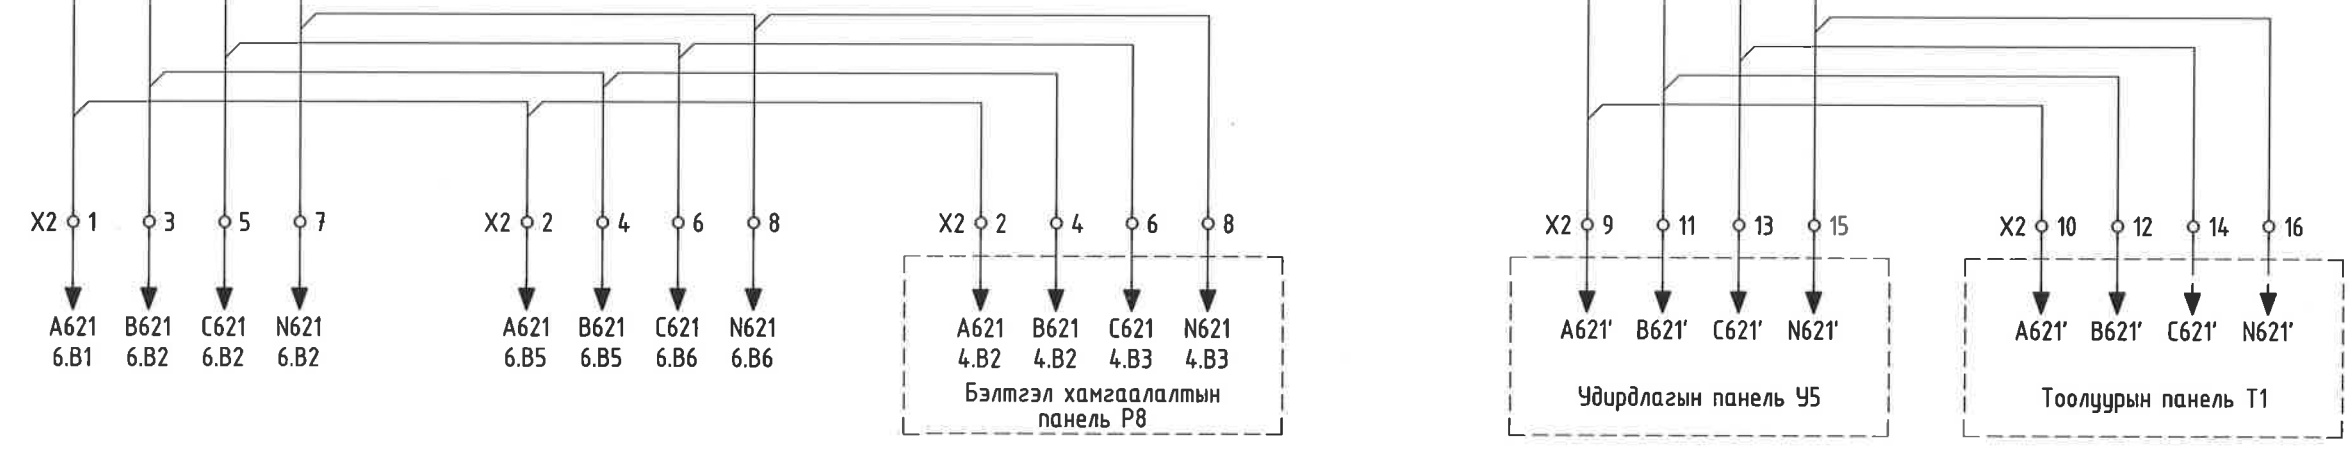 X2 1 3 5 7 X2 2 4 6 8 X2 2 4 6 8 X2 9 11 13 15 X2 10 12 14 16
A621 B621 C621 N621 A621 B621 C621 N621 A621 B621 C621 N621 A621' B621' C621' N621' A621' B621' C621' N621'
6.B1 6.B2 6.B2 6.B2 6.B5 6.B5 6.B6 6.B6 4.B2 4.B2 4.B3 4.B3
Бэлтгэл хамгаалалтын
панель Р8
Удирдлагын панель У5
Тоолуурын панель Т1